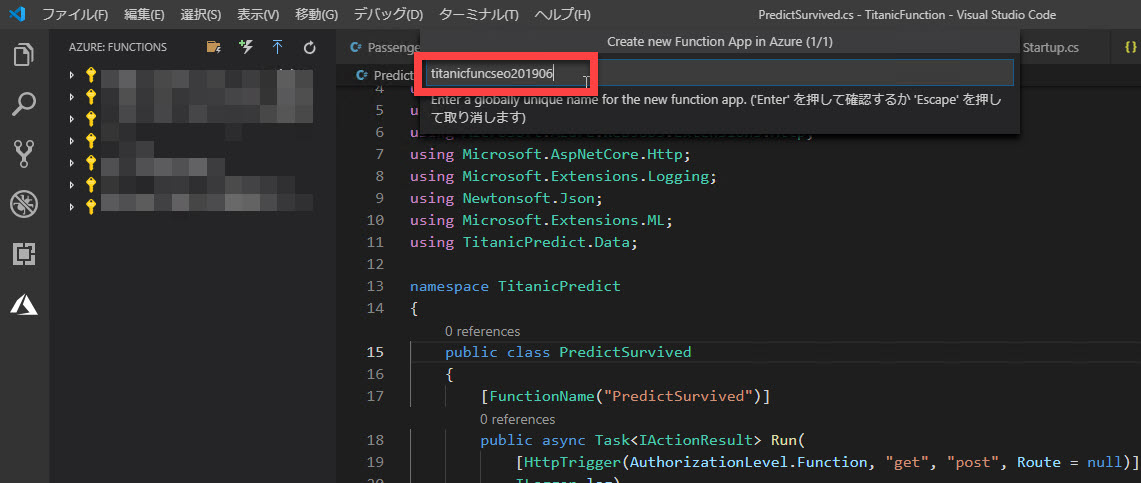 ファイル(F) 編集(E) 選択(S) 表示(V) 移動(G) デバッグ(D) ターミナル(T) ヘルプ(H) PredictSurvived.cs - TitanicFunction - Visual Studio Code
AZURE: FUNCTIONS
Passenge
Create new Function App in Azure (1/1)
Startup.cs
{}
C# Predict
titanicfuncseo201906
Enter a globally unique name for the new function app. ('Enter' を押して確認するか 'Escape' を押し
て取り消します)
4
5
6
7 using Microsoft.AspNetCore.Http;
8 using Microsoft.Extensions.Logging;
9 using Newtonsoft.Json;
10 using Microsoft.Extensions.ML;
11 using TitanicPredict.Data;
12
13 namespace TitanicPredict
14 {
0 references
15 public class PredictSurvived
16 {
17 [FunctionName("PredictSurvived")]
0 references
18 public async Task<IActionResult> Run(
19 [HttpTrigger(AuthorizationLevel.Function, "get", "post", Route = null)]
20 ILogger log)